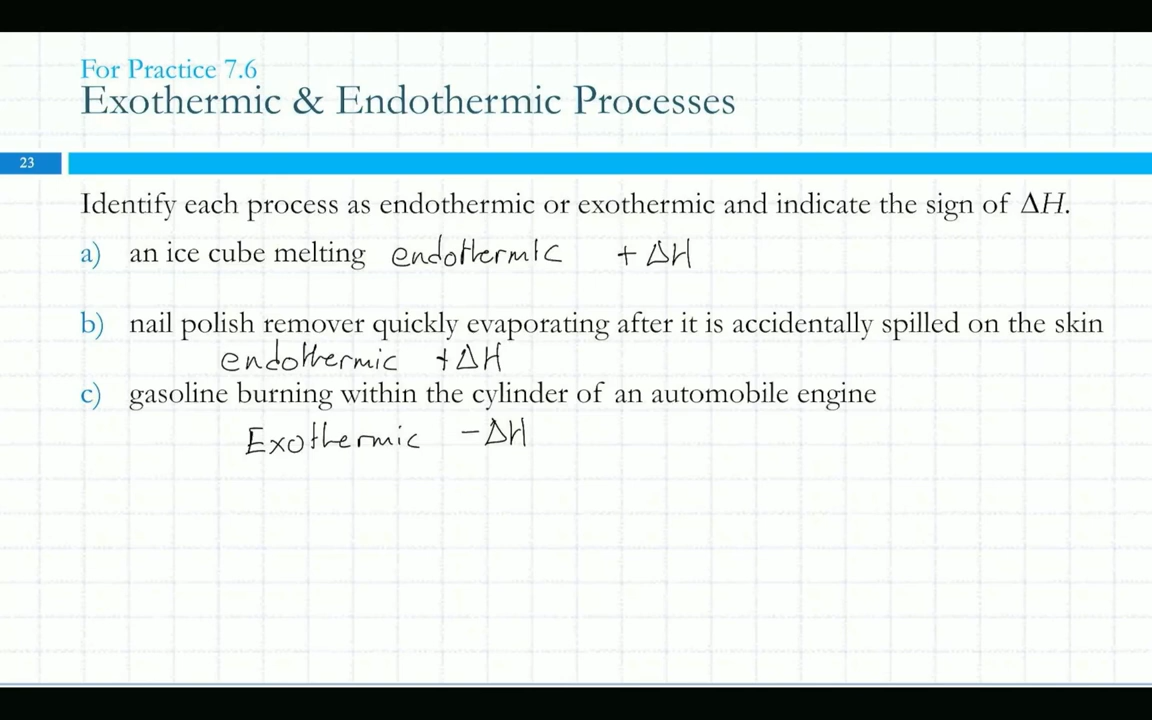 For Practice 7.6
Exothermic & Endothermic Processes
23
Identify each process as endothermic or exothermic and indicate the sign of ΔH.
a) an ice cube melting endothermic + ΔH
b) nail polish remover quickly evaporating after it is accidentally spilled on the skin
endothermic +ΔH
c) gasoline burning within the cylinder of an automobile engine
Exothermic -ΔH